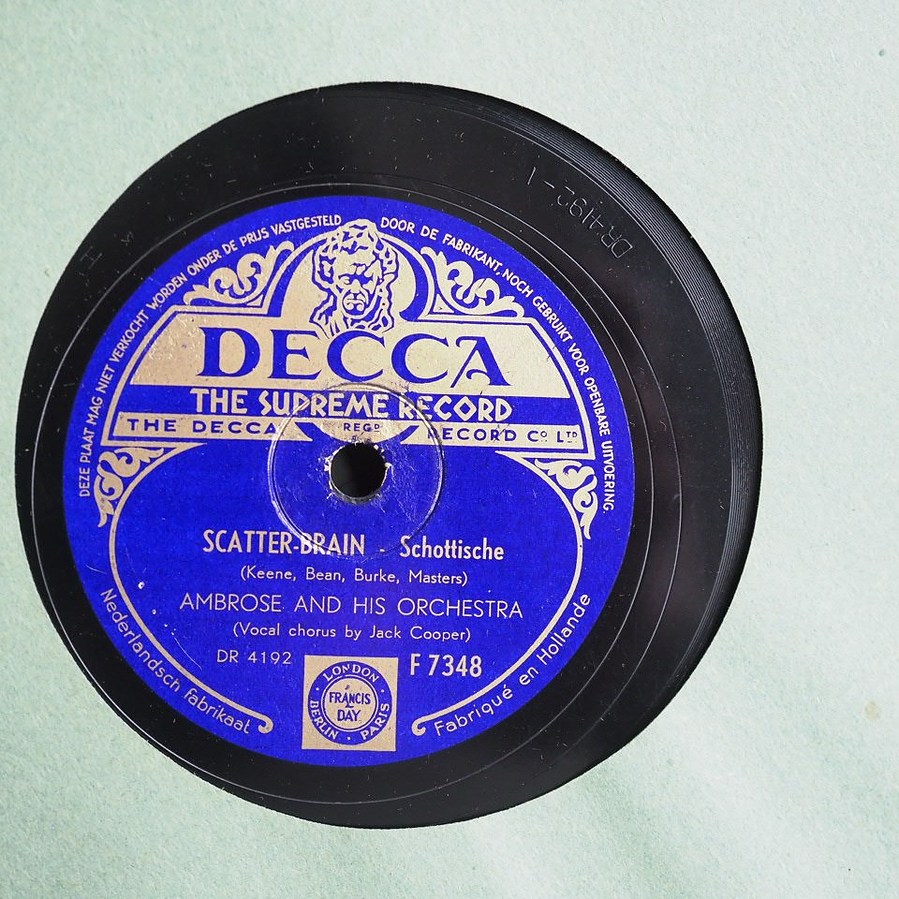 DEZE PLAAT MAG NIET VERKOCHT WORDEN ONDER DE PRIJS VASTGESTELD DOOR DE FABRIKANT, NOCH GEBRUIKT VOOR OPENBARE UITVOERING.
DECCA
THE SUPREME RECORD
THE DECCA REGD RECORD CO. LTD
SCATTER-BRAIN - Schottische
(Keene, Bean, Burke, Masters)
AMBROSE AND HIS ORCHESTRA
(Vocal chorus by Jack Cooper)
DR 4192
F 7348
LONDON
FRANCIS
DAY
BERLIN PARIS
Nederlandsch fabrikaat
Fabriqué en Hollande
DR4192-1